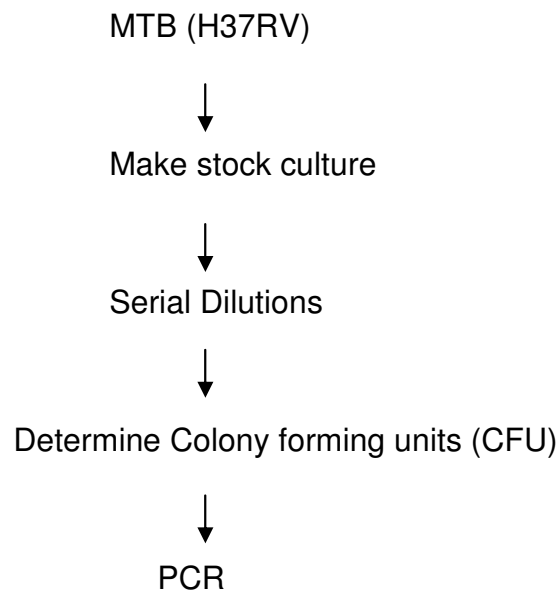 MTB (H37RV)
Make stock culture
Serial Dilutions
Determine Colony forming units (CFU)
PCR